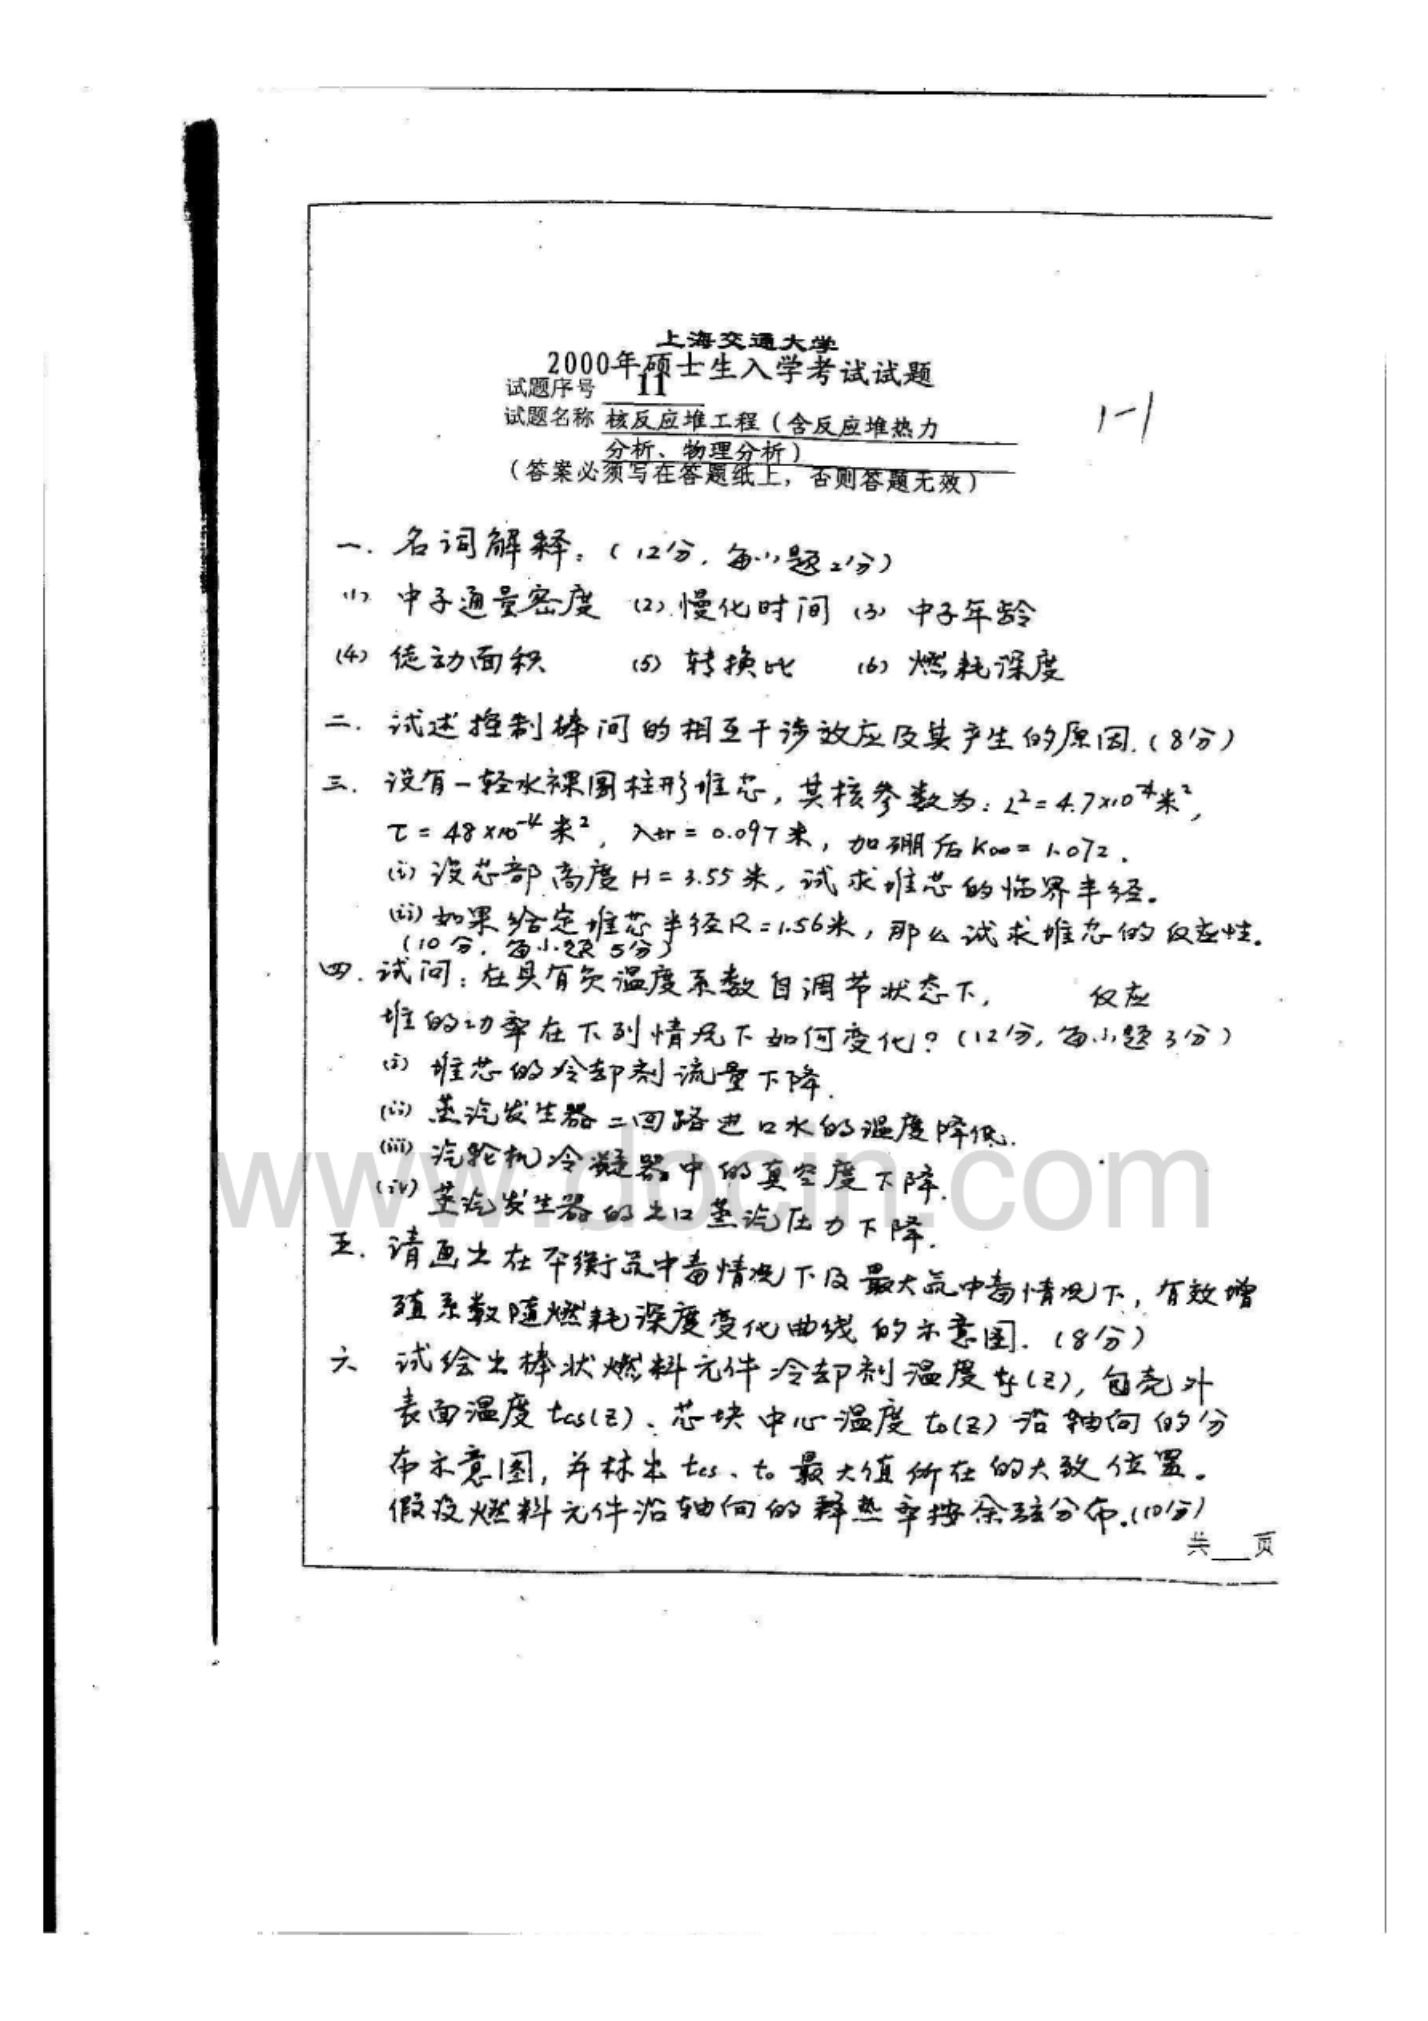 上海交通大学
2000年硕士生入学考试试题
试题序号 11
试题名称 核反应堆工程（含反应堆热力
分析、物理分析）
（答案必须写在答题纸上，否则答题无效）
1-1
一. 名词解释：（12分，每小题2分）
(1) 中子通量密度 (2) 慢化时间 (3) 中子年龄
(4) 徙动面积 (5) 转换比 (6) 燃耗深度
二. 试述控制棒间的相互干涉效应及其产生的原因.（8分）
三. 设有一轻水裸圆柱形堆芯，其核参数为：L²=4.7×10⁻⁴米²，
τ=48×10⁻⁴米²，λtr=0.097米，加硼后K∞=1.072.
(i) 设芯部高度H=3.55米，试求堆芯的临界半径。
(ii) 如果给定堆芯半径R=1.56米，那么试求堆芯的反应性.
（10分，每小题5分）
四. 试问：在具有负温度系数自调节状态下， 反应
堆的功率在下列情况下如何变化？（12分，每小题3分）
(i) 堆芯的冷却剂流量下降.
(ii) 蒸汽发生器二回路进口水的温度降低.
(iii) 汽轮机冷凝器中的真空度下降.
(iv) 蒸汽发生器的出口蒸汽压力下降.
www.docin.com
五. 请画出在平衡氙中毒情况下及最大氙中毒情况下，有效增
殖系数随燃耗深度变化曲线的示意图.（8分）
六 试绘出棒状燃料元件冷却剂温度tf(z)，包壳外
表面温度tcs(z)、芯块中心温度t₀(z)沿轴向的分
布示意图，并标出tcs、t₀最大值所在的大致位置。
假设燃料元件沿轴向的释热率按余弦分布.(10分)
共__页